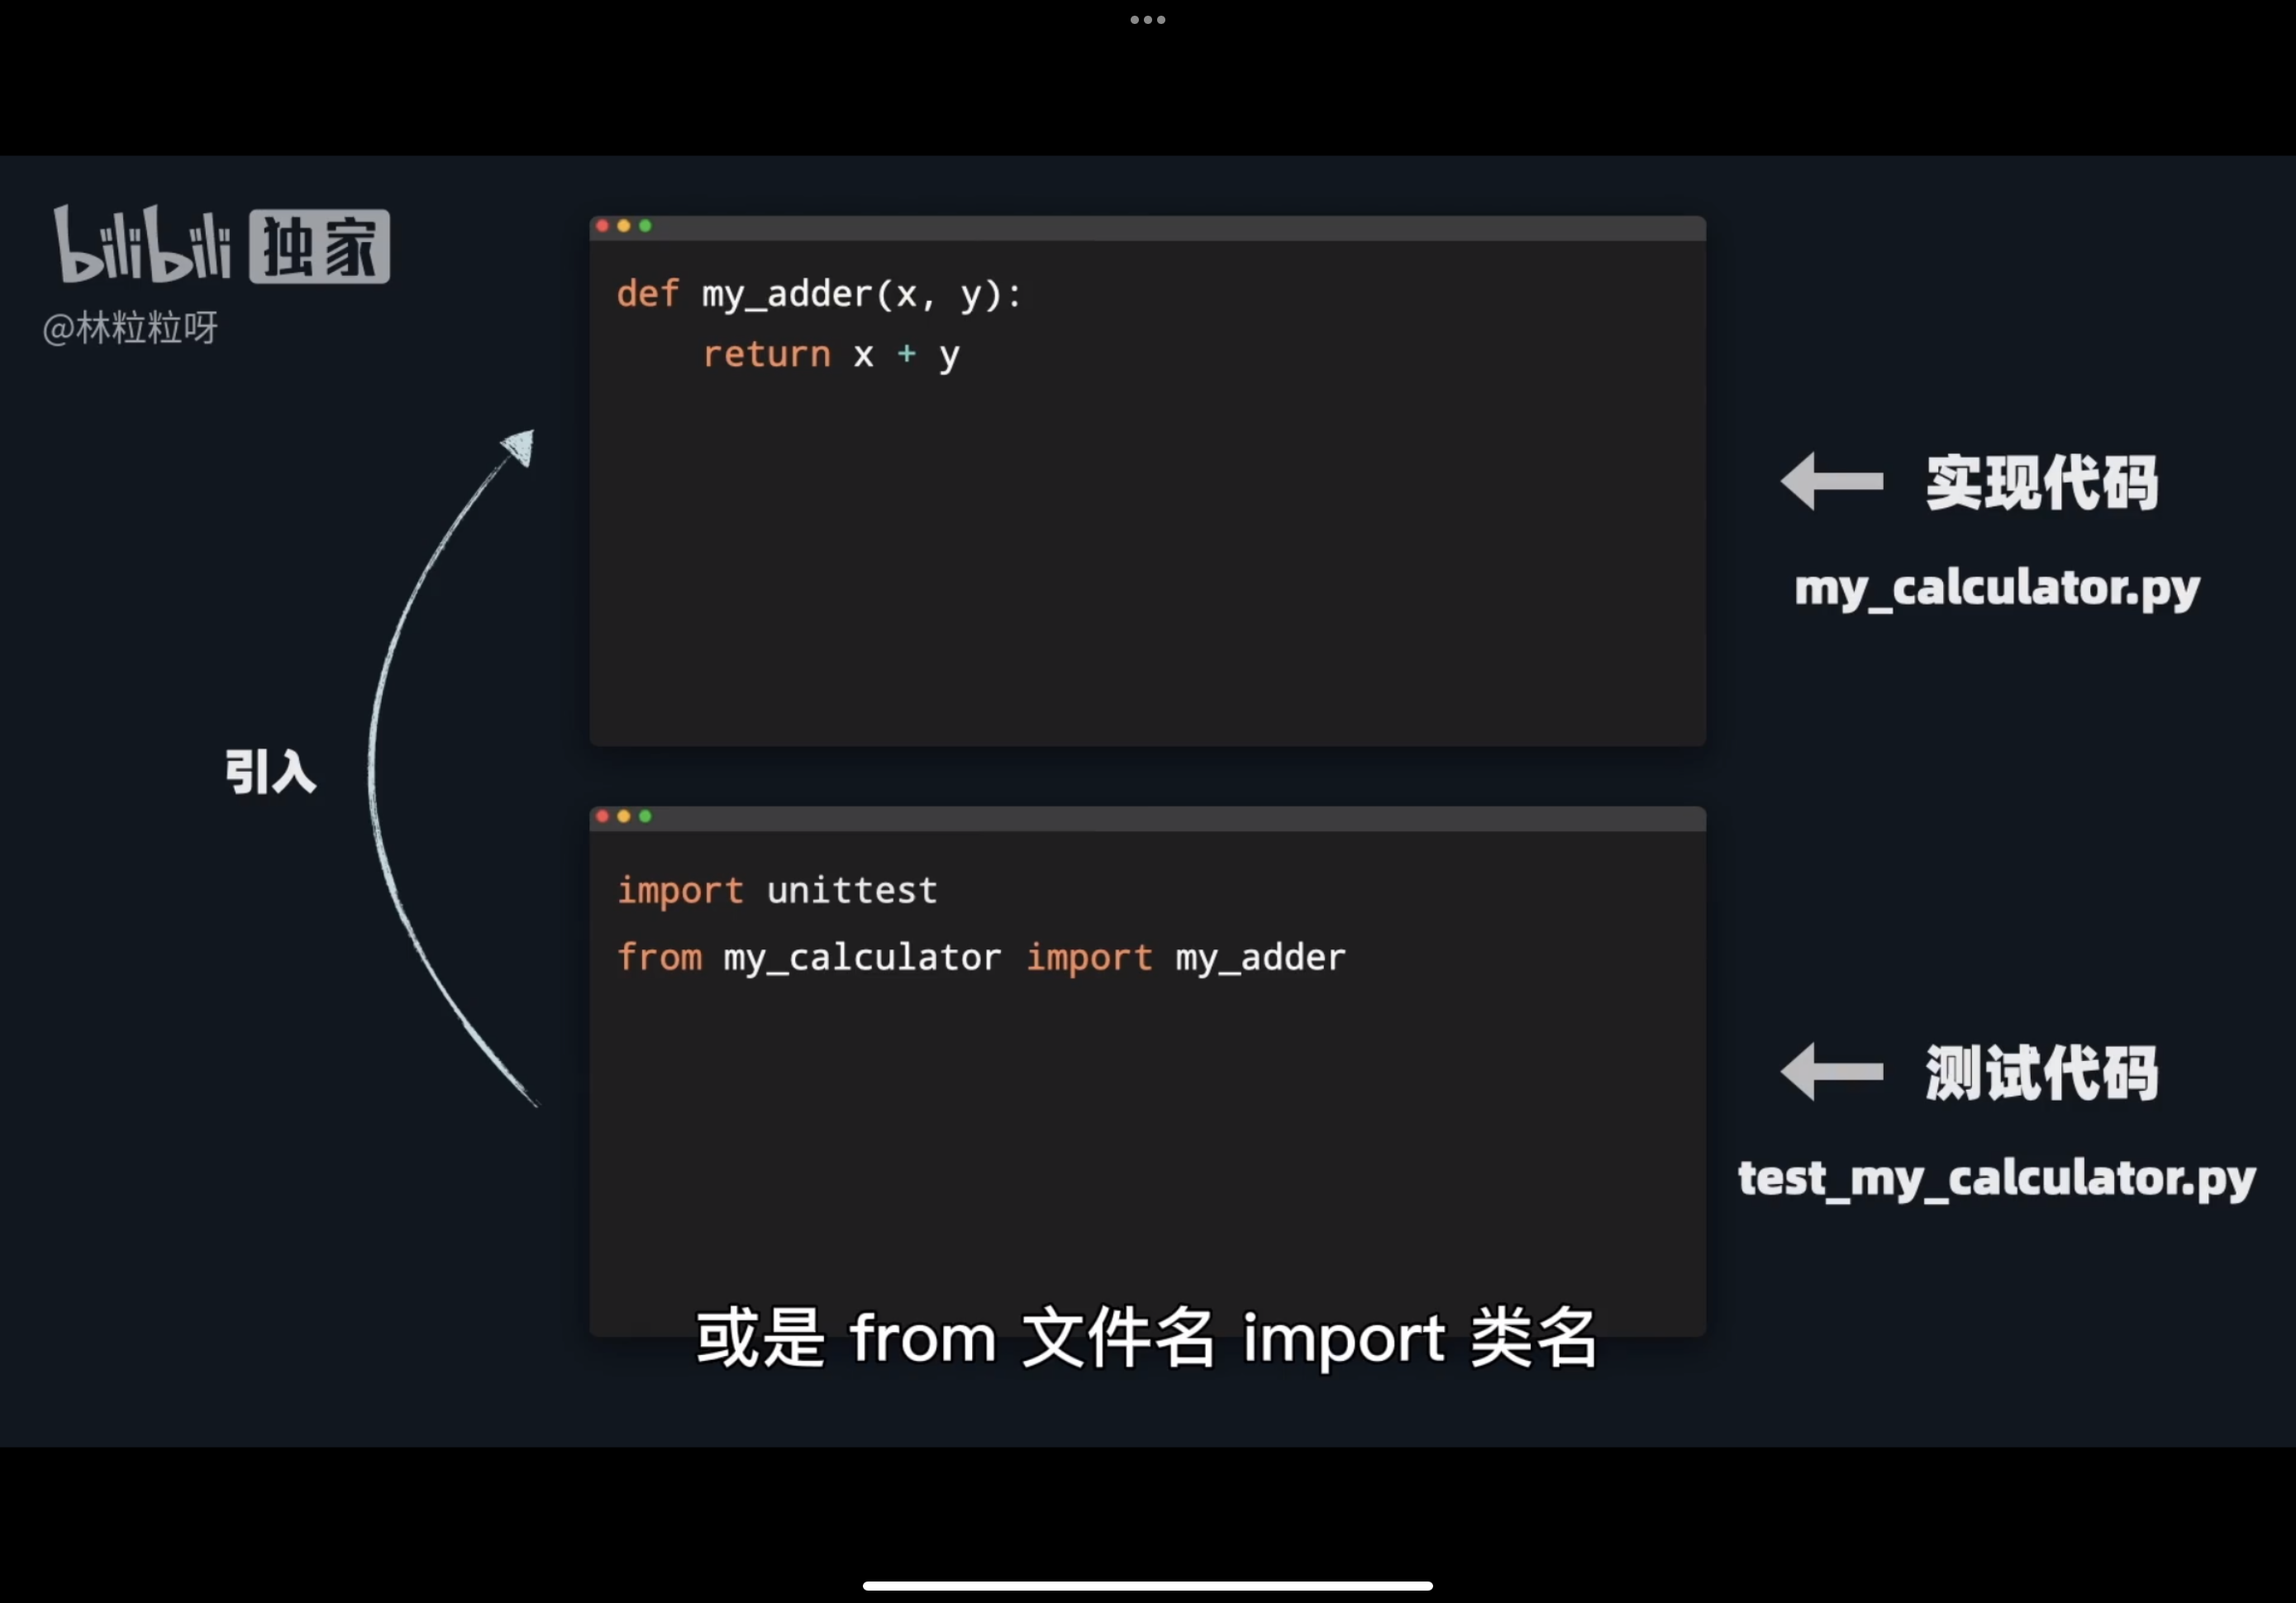 bilibili 独家
@林粒粒呀
def my_adder(x, y):
    return x + y
实现代码
my_calculator.py
引入
import unittest
from my_calculator import my_adder
测试代码
test_my_calculator.py
或是 from 文件名 import 类名